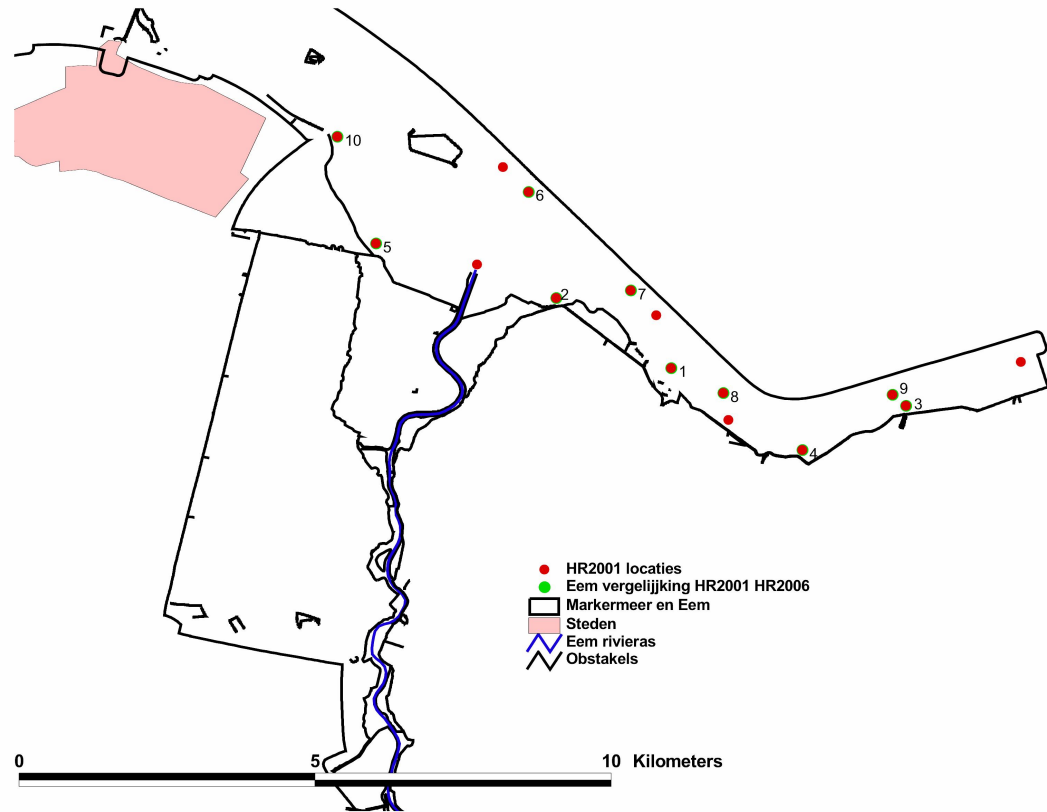 10
6
5
2
7
1
8
9
3
4
HR2001 locaties
Eem vergelijjking HR2001 HR2006
Markermeer en Eem
Steden
Eem rivieras
Obstakels
0 5 10 Kilometers